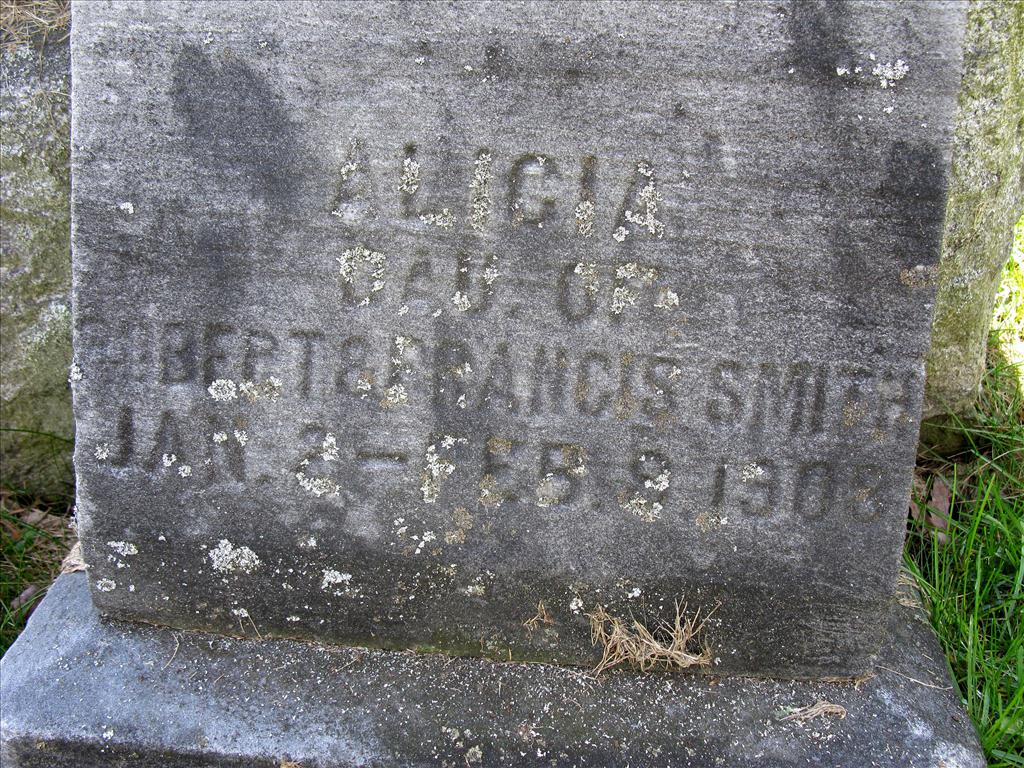 ALICIA
DAU. OF
ROBERT & FRANCIS SMITH
JAN. 2 - FEB. 9, 1908